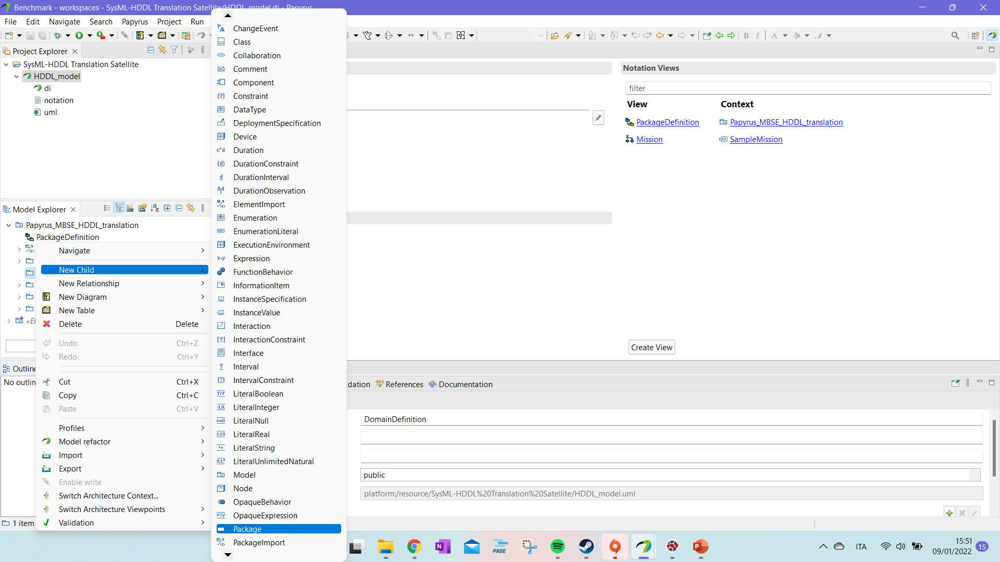 Benchmark - workspaces - SysML-HDDL Translation Satellite/HDDL_model.di - Papyrus
File Edit Navigate Search Papyrus Project Run
Project Explorer
SysML-HDDL Translation Satellite
HDDL_model
di
notation
uml
Model Explorer
Papyrus_MBSE_HDDL_translation
PackageDefinition
Outline
No outlin
1 item
Navigate
New Child
New Relationship
New Diagram
New Table
Delete Delete
Undo Ctrl+Z
Redo Ctrl+Y
Cut Ctrl+X
Copy Ctrl+C
Paste Ctrl+V
Profiles
Model refactor
Import
Export
Enable write
Switch Architecture Context...
Switch Architecture Viewpoints
Validation
ChangeEvent
Class
Collaboration
Comment
Component
Constraint
DataType
DeploymentSpecification
Device
Duration
DurationConstraint
DurationInterval
DurationObservation
ElementImport
Enumeration
EnumerationLiteral
ExecutionEnvironment
Expression
FunctionBehavior
InformationItem
InstanceSpecification
InstanceValue
Interaction
InteractionConstraint
Interface
Interval
IntervalConstraint
LiteralBoolean
LiteralInteger
LiteralNull
LiteralReal
LiteralString
LiteralUnlimitedNatural
Model
Node
OpaqueBehavior
OpaqueExpression
Package
PackageImport
Notation Views
filter
View Context
PackageDefinition Papyrus_MBSE_HDDL_translation
Mission SampleMission
Create View
dation References Documentation
DomainDefinition
public
platform:/resource/SysML-HDDL%20Translation%20Satellite/HDDL_model.uml
PAGE
ITA
15:51
09/01/2022
15